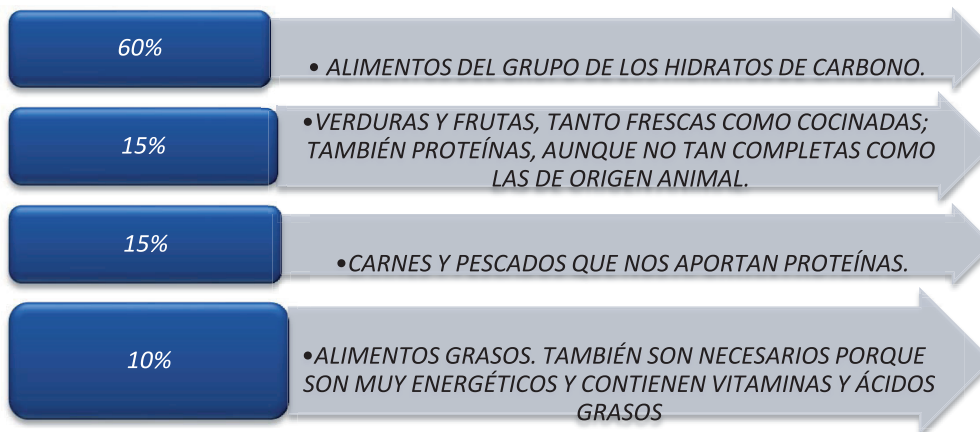 60%
• ALIMENTOS DEL GRUPO DE LOS HIDRATOS DE CARBONO.
15%
•VERDURAS Y FRUTAS, TANTO FRESCAS COMO COCINADAS;
TAMBIÉN PROTEÍNAS, AUNQUE NO TAN COMPLETAS COMO
LAS DE ORIGEN ANIMAL.
15%
•CARNES Y PESCADOS QUE NOS APORTAN PROTEÍNAS.
10%
•ALIMENTOS GRASOS. TAMBIÉN SON NECESARIOS PORQUE
SON MUY ENERGÉTICOS Y CONTIENEN VITAMINAS Y ÁCIDOS
GRASOS